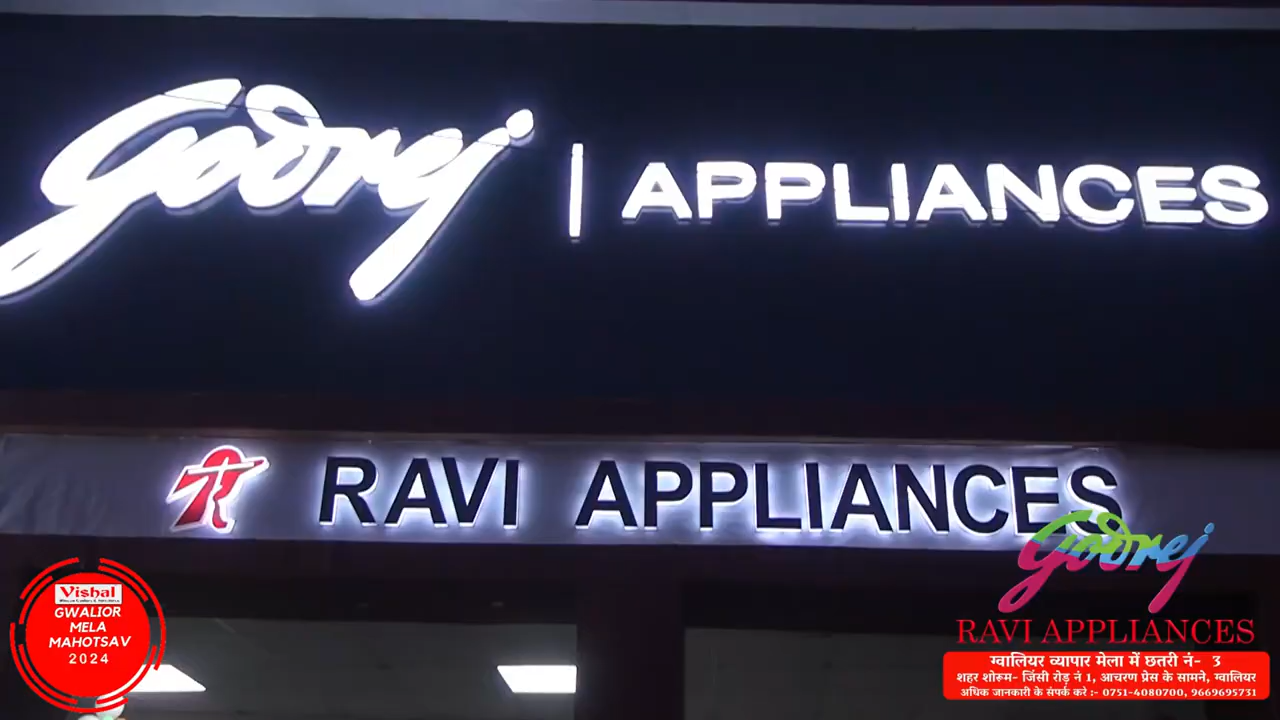 Godrej | APPLIANCES
RAVI APPLIANCES
Vishal
GWALIOR
MELA
MAHOTSAV
2024
Godrej
RAVI APPLIANCES
ग्वालियर व्यापार मेला में छतरी नं- 3
शहर शोरूम- जिंसी रोड़ नं 1, आचरण प्रेस के सामने, ग्वालियर
अधिक जानकारी के संपर्क करे :- 0751-4080700, 9669695731